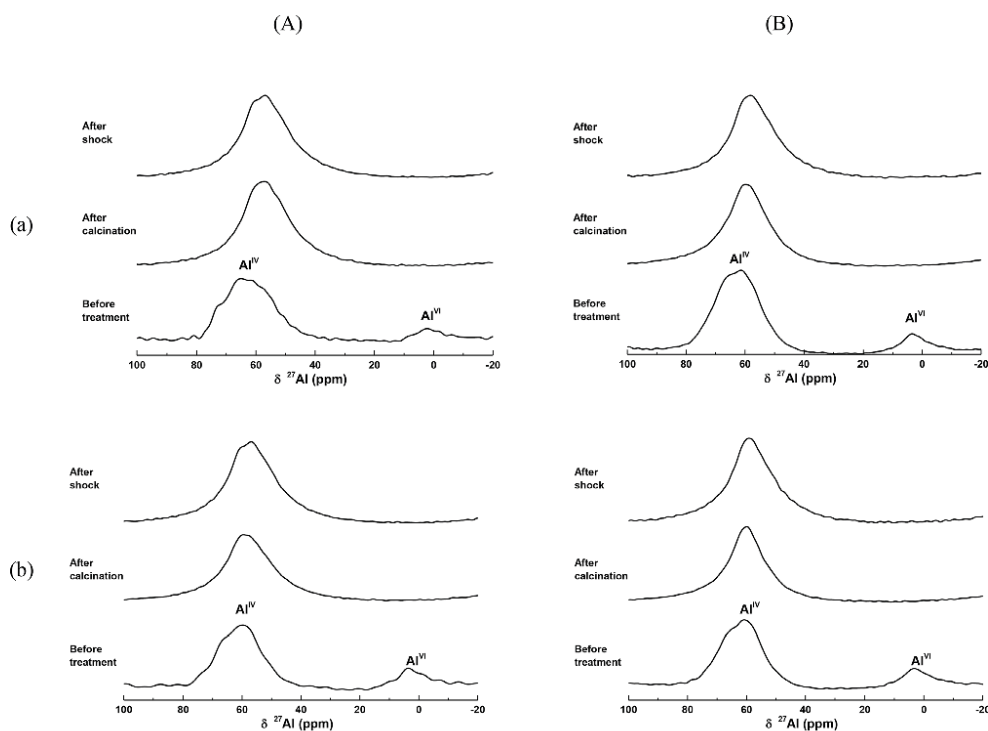 (A)
(B)
(a)
After
shock
After
calcination
Al^IV
Before
treatment
Al^VI
100 80 60 40 20 0 -20
δ ²⁷Al (ppm)
After
shock
After
calcination
Al^IV
Before
treatment
Al^VI
100 80 60 40 20 0 -20
δ ²⁷Al (ppm)
(b)
After
shock
After
calcination
Al^IV
Before
treatment
Al^VI
100 80 60 40 20 0 -20
δ ²⁷Al (ppm)
After
shock
After
calcination
Al^IV
Before
treatment
Al^VI
100 80 60 40 20 0 -20
δ ²⁷Al (ppm)